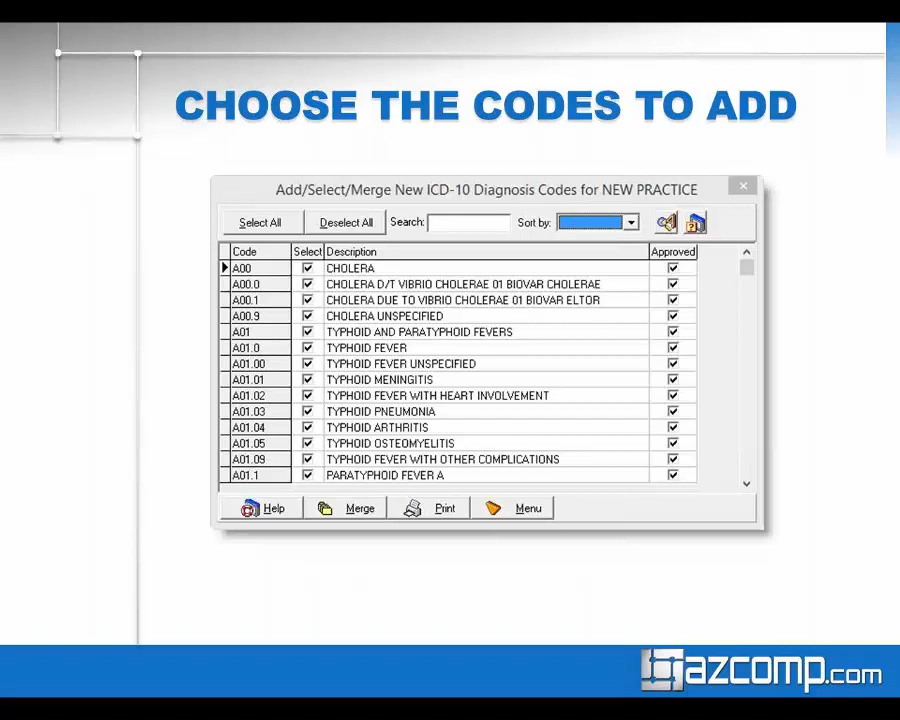 CHOOSE THE CODES TO ADD
Add/Select/Merge New ICD-10 Diagnosis Codes for NEW PRACTICE
Select All Deselect All Search: Sort by:
Code Select Description Approved
A00 CHOLERA
A00.0 CHOLERA D/T VIBRIO CHOLERAE 01 BIOVAR CHOLERAE
A00.1 CHOLERA DUE TO VIBRIO CHOLERAE 01 BIOVAR ELTOR
A00.9 CHOLERA UNSPECIFIED
A01 TYPHOID AND PARATYPHOID FEVERS
A01.0 TYPHOID FEVER
A01.00 TYPHOID FEVER UNSPECIFIED
A01.01 TYPHOID MENINGITIS
A01.02 TYPHOID FEVER WITH HEART INVOLVEMENT
A01.03 TYPHOID PNEUMONIA
A01.04 TYPHOID ARTHRITIS
A01.05 TYPHOID OSTEOMYELITIS
A01.09 TYPHOID FEVER WITH OTHER COMPLICATIONS
A01.1 PARATYPHOID FEVER A
Help Merge Print Menu
azcomp.com